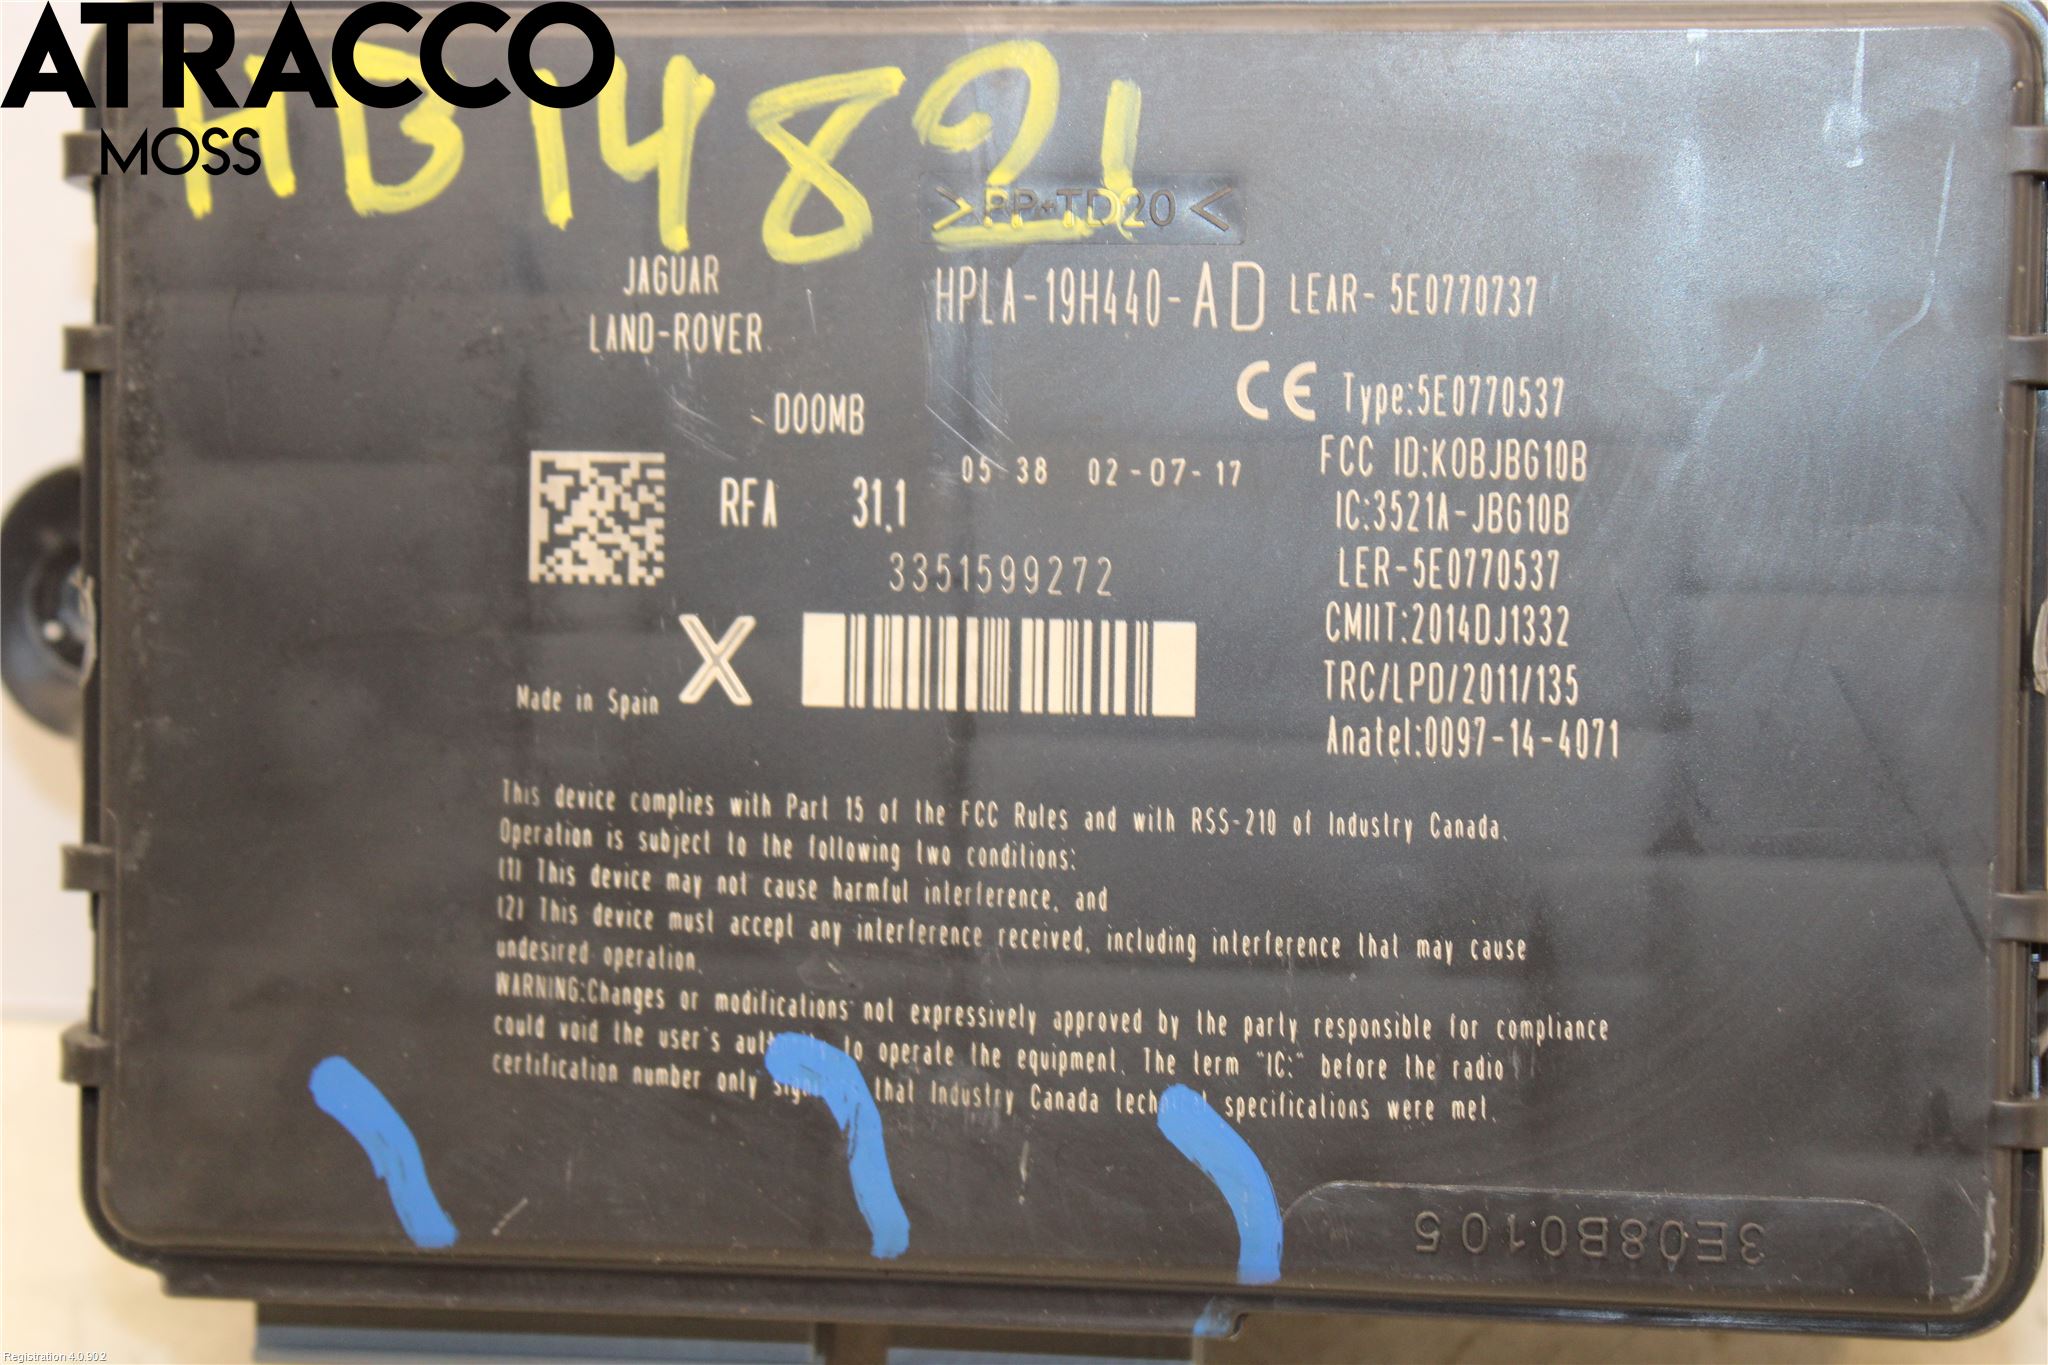 ATRACCO
MOSS
HB14821
>PP+TD20<
JAGUAR
LAND-ROVER
HPLA-19H440-AD LEAR- 5E0770737
D00MB
CE Type:5E0770537
FCC ID:KOBJBG10B
IC:3521A-JBG10B
LER-5E0770537
CMIIT:2014DJ1332
TRC/LPD/2011/135
Anatel:0097-14-4071
05 38 02-07-17
RFA 31.1
3351599272
X
Made in Spain
This device complies with Part 15 of the FCC Rules and with RSS-210 of Industry Canada.
Operation is subject to the following two conditions:
(1) This device may not cause harmful interference, and
(2) This device must accept any interference received, including interference that may cause
undesired operation.
WARNING:Changes or modifications not expressively approved by the party responsible for compliance
could void the user's authority to operate the equipment. The term "IC:" before the radio
certification number only signifies that Industry Canada technical specifications were met.
3E08B0105
Registration 4.0.902